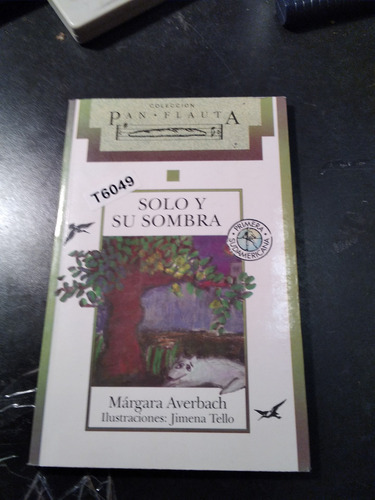 COLECCIÓN
PAN • FLAUTA
T6049
SOLO Y
SU SOMBRA
• PRIMERA •
SUDAMERICANA
Márgara Averbach
Ilustraciones: Jimena Tello